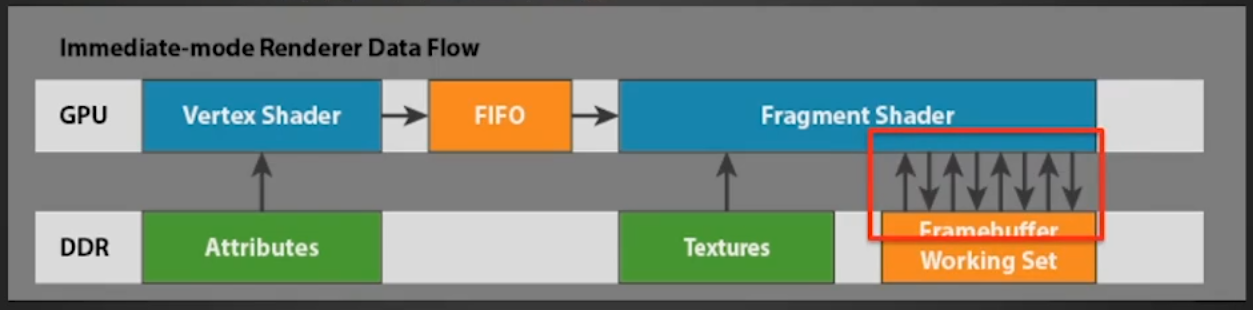 Immediate-mode Renderer Data Flow
GPU
Vertex Shader
FIFO
Fragment Shader
DDR
Attributes
Textures
Framebuffer
Working Set